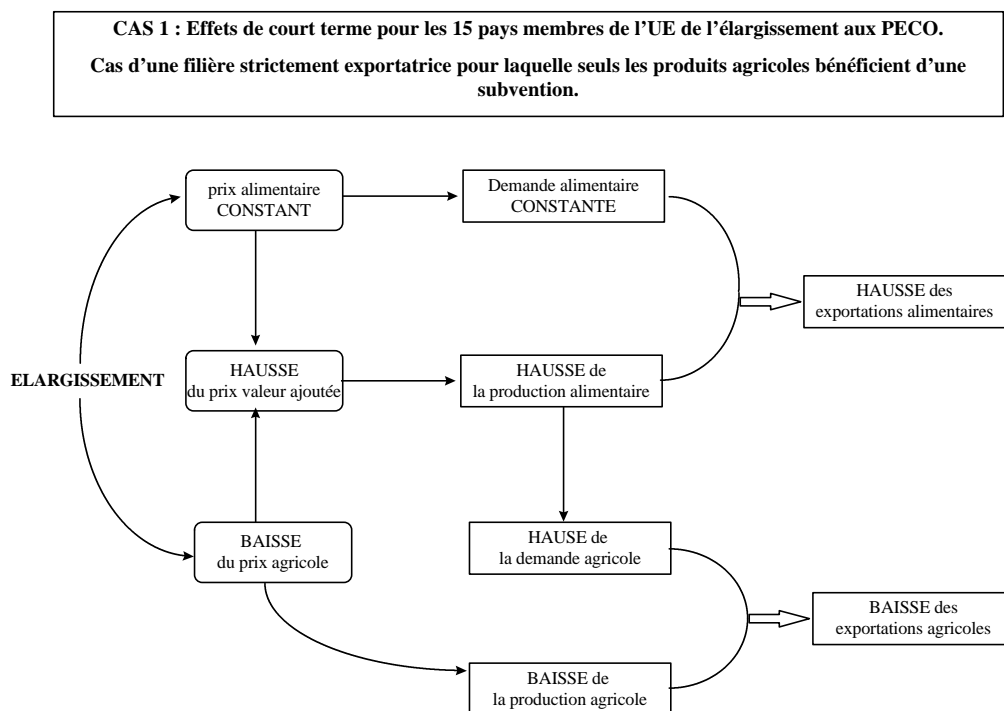 CAS 1 : Effets de court terme pour les 15 pays membres de l’UE de l’élargissement aux PECO.
Cas d’une filière strictement exportatrice pour laquelle seuls les produits agricoles bénéficient d’une
subvention.
prix alimentaire
CONSTANT
Demande alimentaire
CONSTANTE
HAUSSE des
exportations alimentaires
ELARGISSEMENT
HAUSSE
du prix valeur ajoutée
HAUSSE de
la production alimentaire
BAISSE
du prix agricole
HAUSE de
la demande agricole
BAISSE des
exportations agricoles
BAISSE de
la production agricole